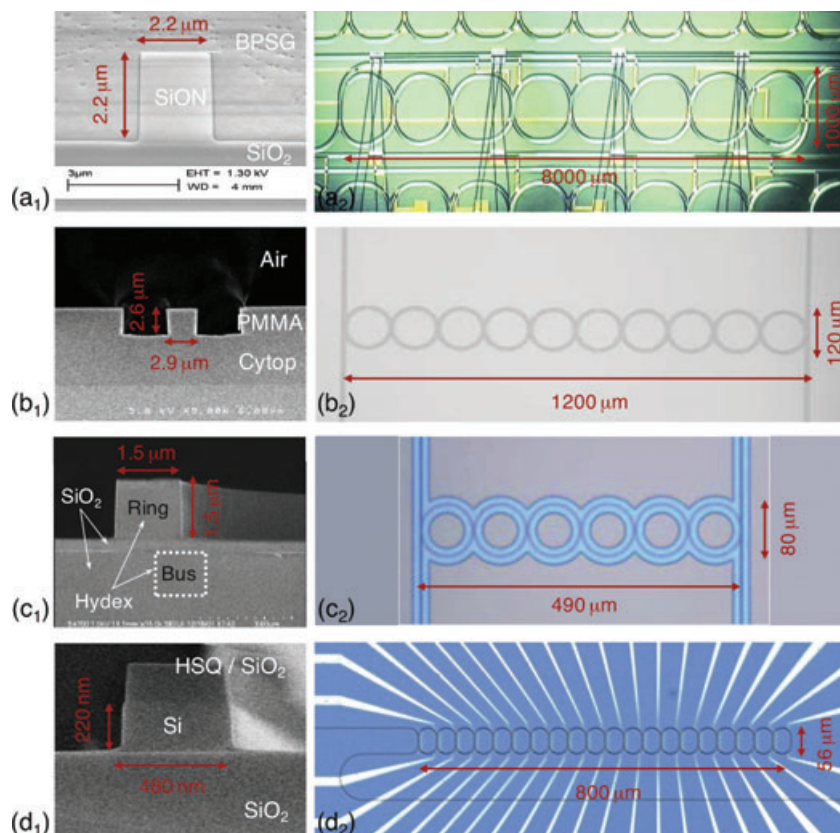 2.2 μm
BPSG
2.2 μm
SiON
SiO2
3μm
EHT = 1.30 kV
WD = 4 mm
(a1)
1000 μm
8000 μm
(a2)
Air
2.6 μm
PMMA
2.9 μm
Cytop
(b1)
120 μm
1200 μm
(b2)
1.5 μm
SiO2
Ring
1.5 μm
Bus
Hydex
(c1)
80 μm
490 μm
(c2)
HSQ / SiO2
220 nm
Si
480 nm
SiO2
(d1)
56 μm
800 μm
(d2)